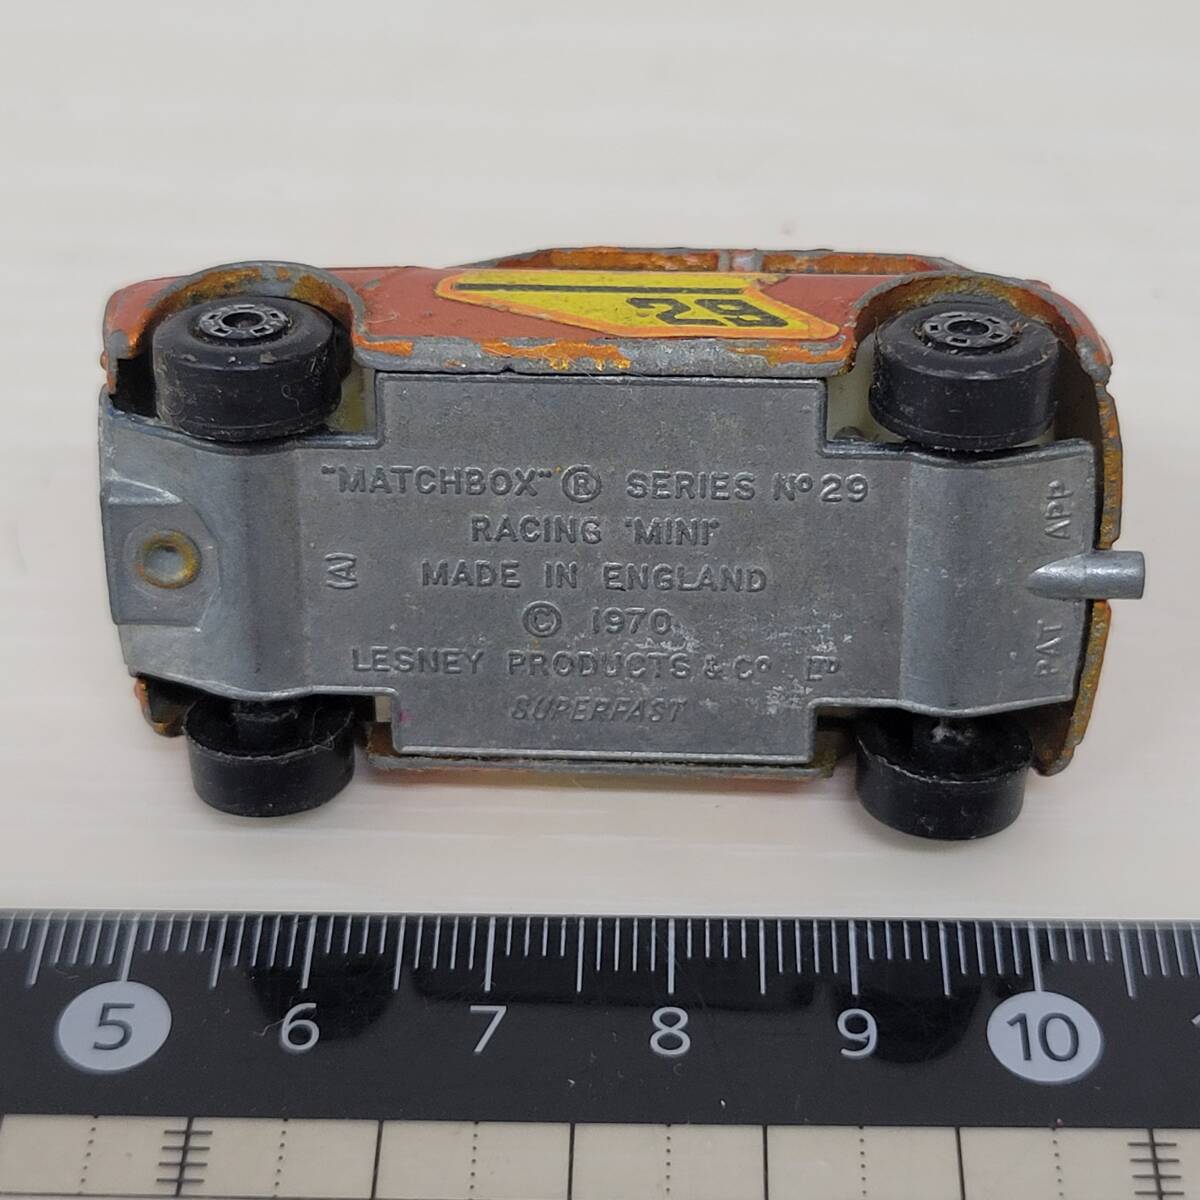 29
"MATCHBOX" ® SERIES Nº 29
RACING "MINI"
(A)
MADE IN ENGLAND
© 1970
LESNEY PRODUCTS & Cº Lᵀᴰ
SUPERFAST
PAT APP
5 6 7 8 9 10